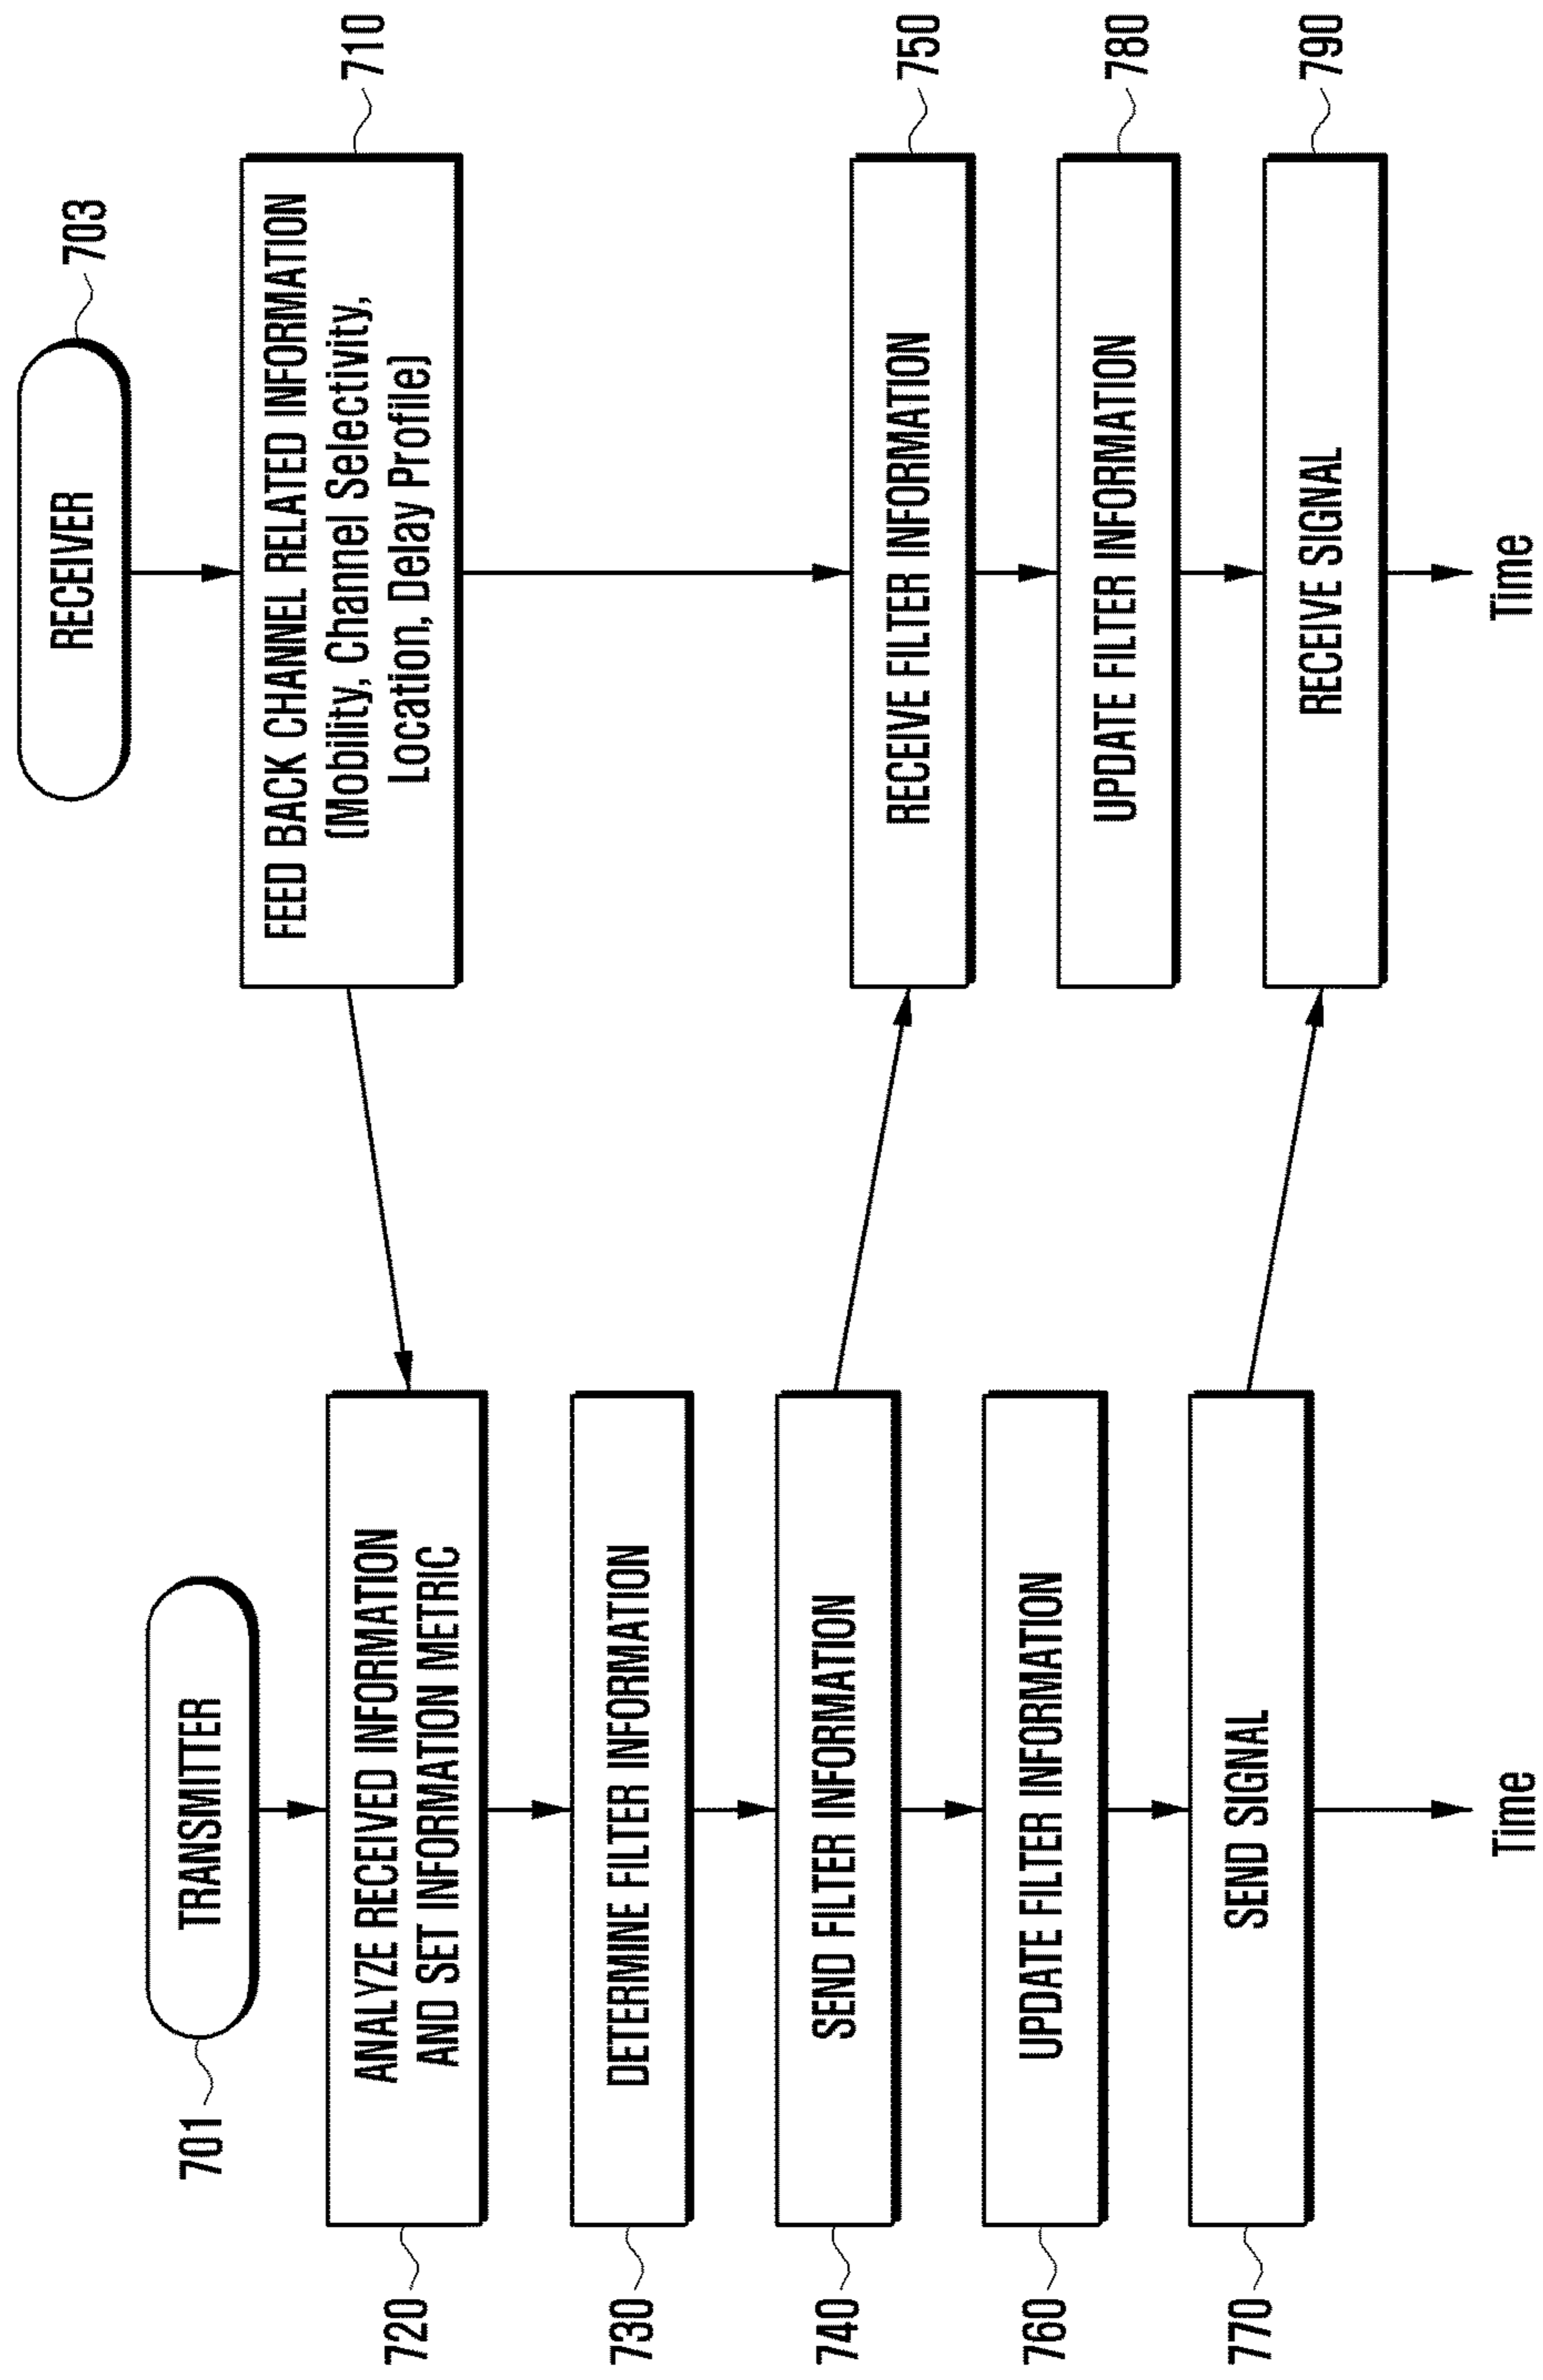 TRANSMITTER
701
ANALYZE RECEIVED INFORMATION
AND SET INFORMATION METRIC
720
DETERMINE FILTER INFORMATION
730
SEND FILTER INFORMATION
740
UPDATE FILTER INFORMATION
760
SEND SIGNAL
770
Time
RECEIVER
703
FEED BACK CHANNEL RELATED INFORMATION
(Mobility, Channel Selectivity,
Location, Delay Profile)
710
RECEIVE FILTER INFORMATION
750
UPDATE FILTER INFORMATION
780
RECEIVE SIGNAL
790
Time